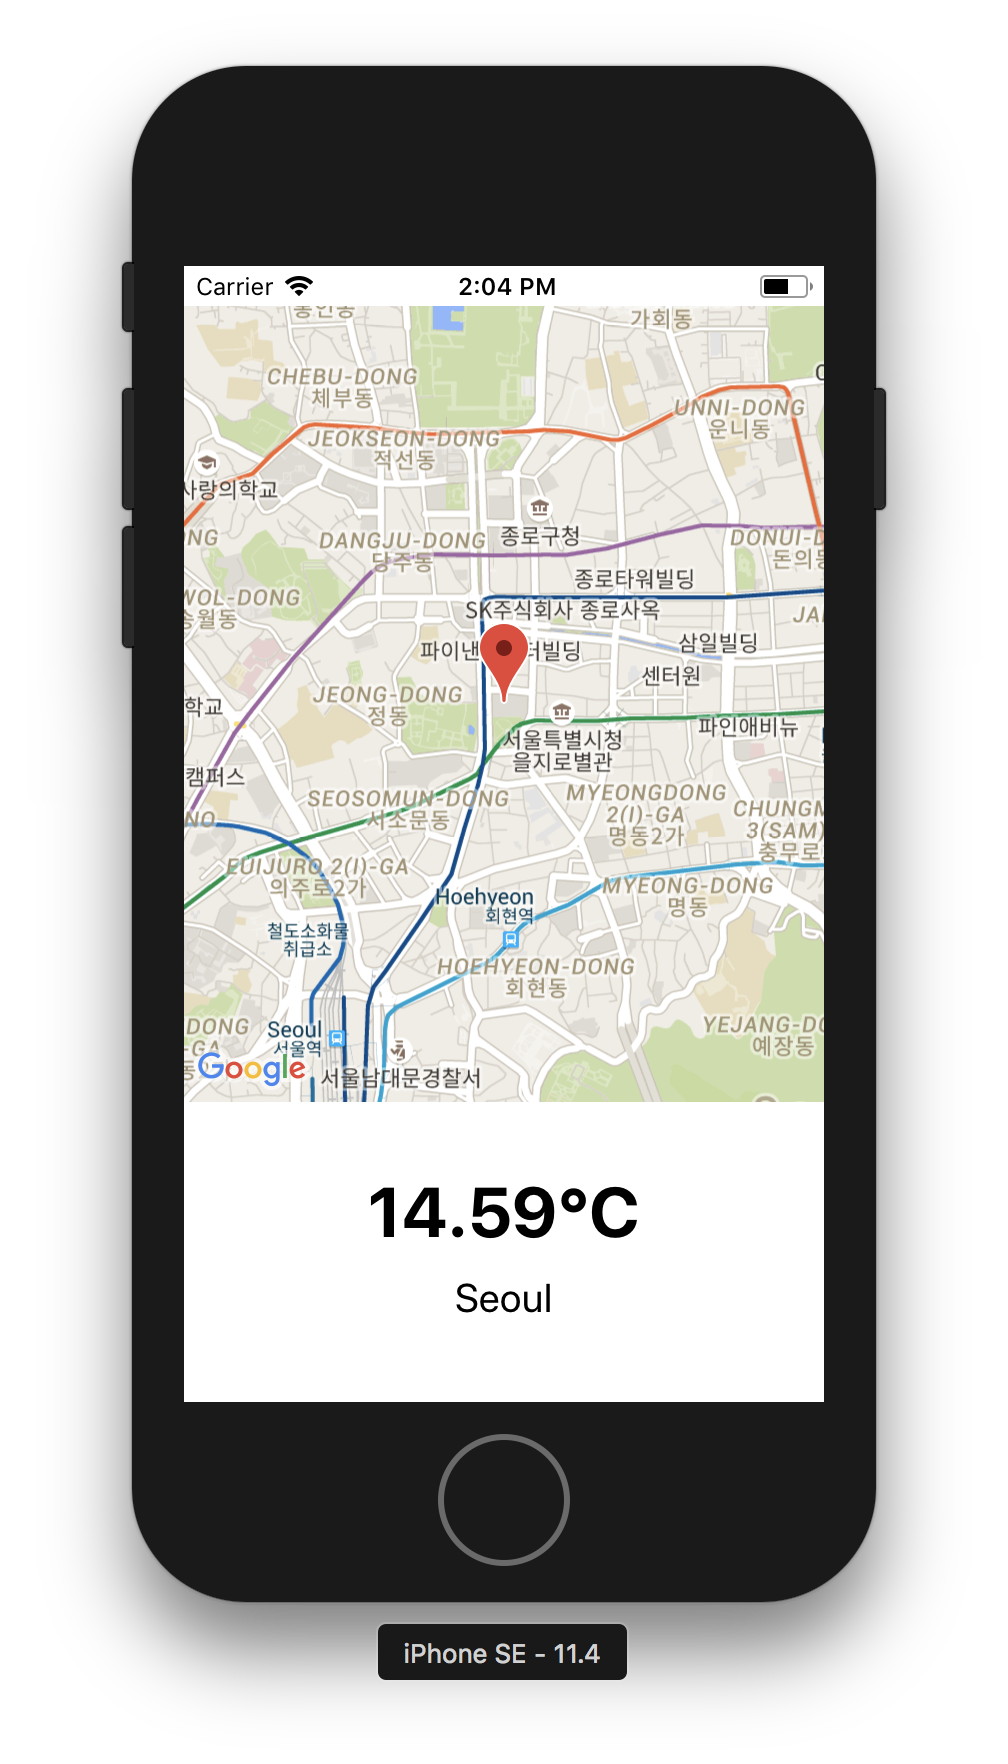 Carrier
2:04 PM
가회동
CHEBU-DONG
체부동
UNNI-DONG
운니동
JEOKSEON-DONG
적선동
사랑의학교
종로구청
DANGJU-DONG
당주동
DONUI-D
돈의동
종로타워빌딩
WOL-DONG
송월동
SK주식회사 종로사옥
JA
삼일빌딩
파이낸 터빌딩
센터원
JEONG-DONG
정동
학교
파인애비뉴
서울특별시청
을지로별관
캠퍼스
SEOSOMUN-DONG
서소문동
MYEONGDONG
2(I)-GA
명동2가
CHUNGM
3(SAM)
충무로
NO
EUIJURO 2(I)-GA
의주로2가
MYEONG-DONG
명동
Hoehyeon
회현역
철도소화물
취급소
HOEHYEON-DONG
회현동
DONG
-GA
YEJANG-DO
예장동
Seoul
서울역
Google
서울남대문경찰서
14.59°C
Seoul
iPhone SE - 11.4